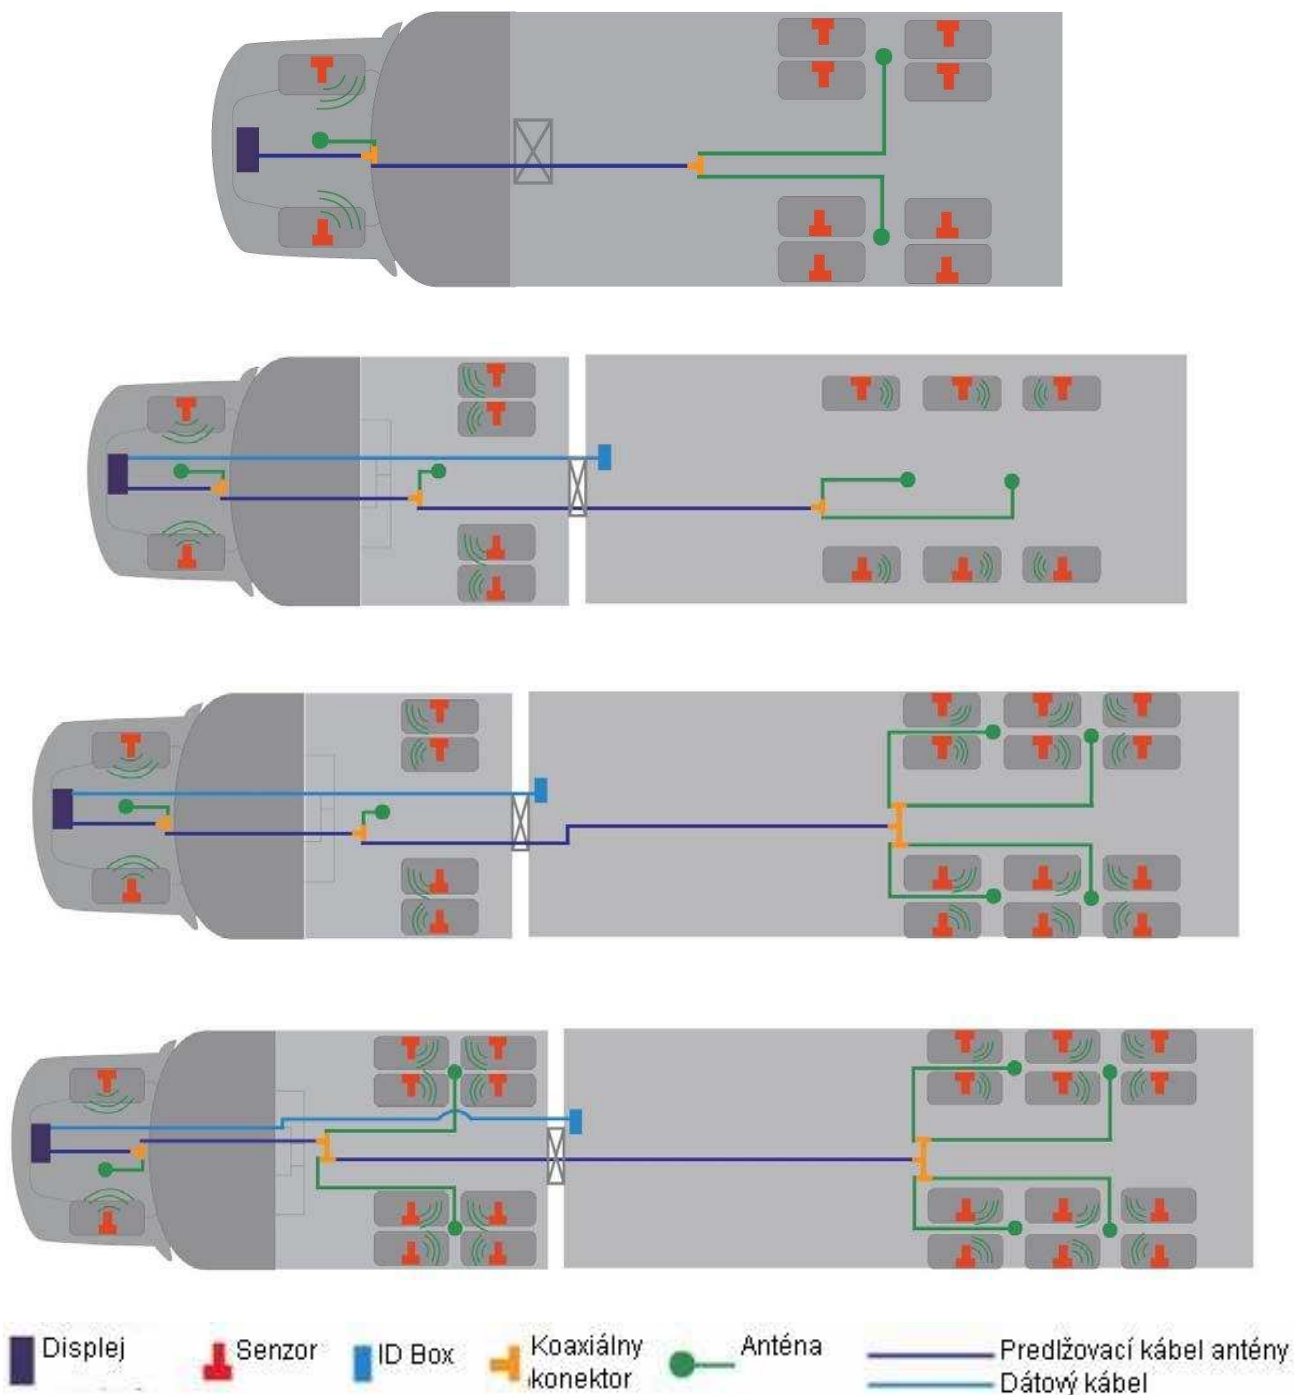 Displej
Senzor
ID Box
Koaxiálny
konektor
Anténa
Predlžovací kábel antény
Dátový kábel